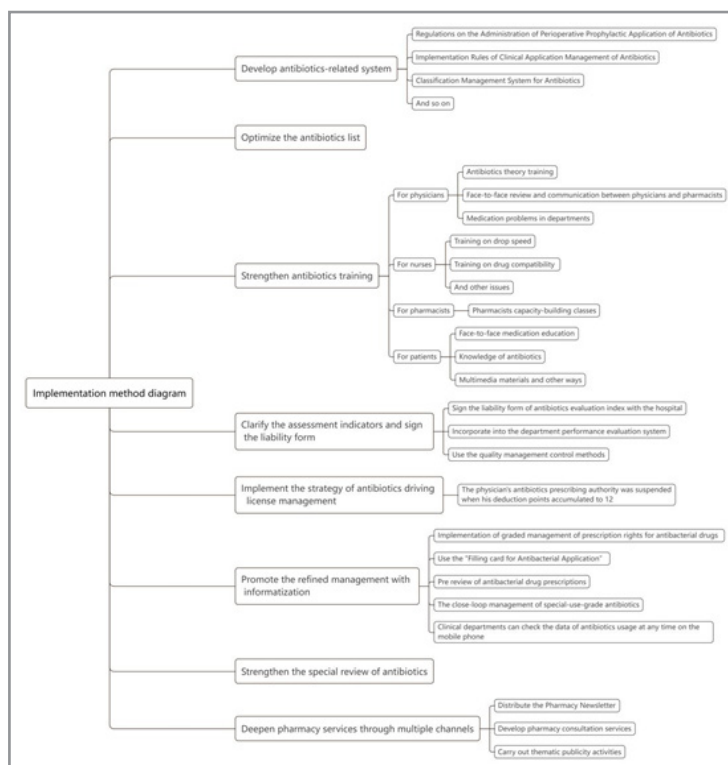 Implementation method diagram
Develop antibiotics-related system
Regulations on the Administration of Perioperative Prophylactic Application of Antibiotics
Implementation Rules of Clinical Application Management of Antibiotics
Classification Management System for Antibiotics
And so on
Optimize the antibiotics list
Strengthen antibiotics training
For physicians
Antibiotics theory training
Face-to-face review and communication between physicians and pharmacists
Medication problems in departments
For nurses
Training on drop speed
Training on drug compatibility
And other issues
For pharmacists
Pharmacists capacity-building classes
For patients
Face-to-face medication education
Knowledge of antibiotics
Multimedia materials and other ways
Clarify the assessment indicators and sign
the liability form
Sign the liability form of antibiotics evaluation index with the hospital
Incorporate into the department performance evaluation system
Use the quality management control methods
Implement the strategy of antibiotics driving
license management
The physician's antibiotics prescribing authority was suspended
when his deduction points accumulated to 12
Promote the refined management with
informatization
Implementation of graded management of prescription rights for antibacterial drugs
Use the "Filling card for Antibacterial Application"
Pre review of antibacterial drug prescriptions
The close-loop management of special-use-grade antibiotics
Clinical departments can check the data of antibiotics usage at any time on the
mobile phone
Strengthen the special review of antibiotics
Deepen pharmacy services through multiple channels
Distribute the Pharmacy Newsletter
Develop pharmacy consultation services
Carry out thematic publicity activities